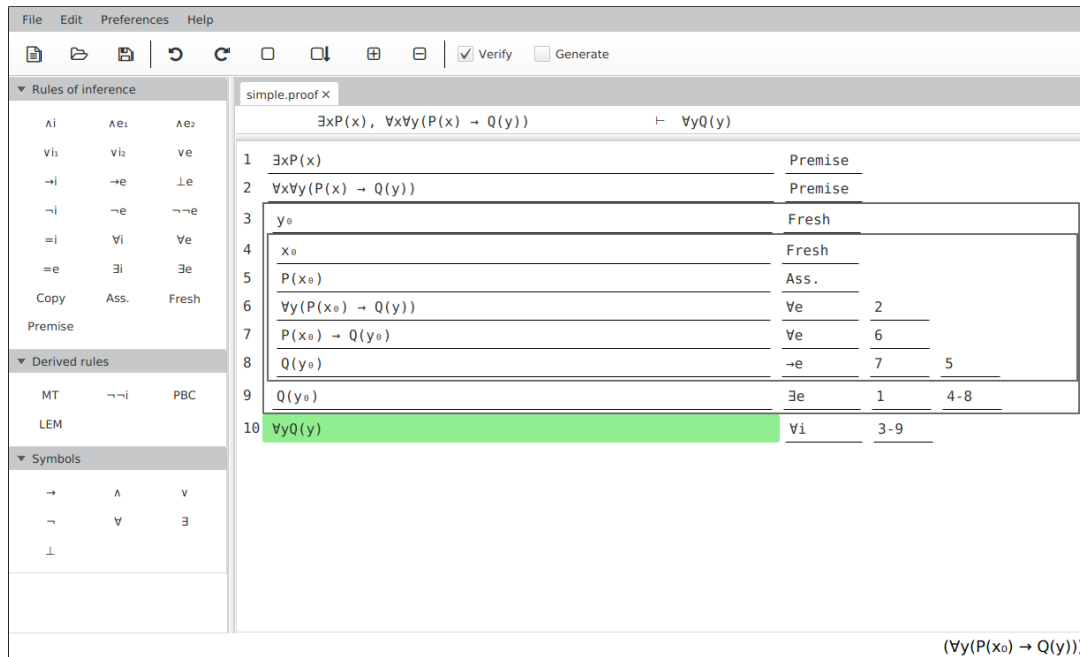 File Edit Preferences Help
Verify Generate
Rules of inference
∧i ∧e₁ ∧e₂
∨i₁ ∨i₂ ∨e
→i →e ⊥e
¬i ¬e ¬¬e
=i ∀i ∀e
=e ∃i ∃e
Copy Ass. Fresh
Premise
Derived rules
MT ¬¬i PBC
LEM
Symbols
→ ∧ ∨
¬ ∀ ∃
⊥
simple.proof ×
∃xP(x), ∀x∀y(P(x) → Q(y)) ⊢ ∀yQ(y)
1 ∃xP(x) Premise
2 ∀x∀y(P(x) → Q(y)) Premise
3 y₀ Fresh
4 x₀ Fresh
5 P(x₀) Ass.
6 ∀y(P(x₀) → Q(y)) ∀e 2
7 P(x₀) → Q(y₀) ∀e 6
8 Q(y₀) →e 7 5
9 Q(y₀) ∃e 1 4-8
10 ∀yQ(y) ∀i 3-9
(∀y(P(x₀) → Q(y)))